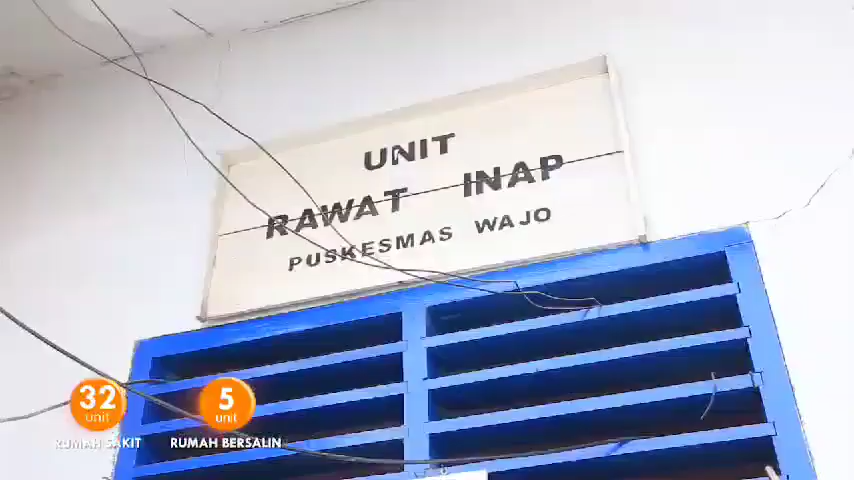 UNIT
RAWAT INAP
PUSKESMAS WAJO
32
unit
RUMAH SAKIT
5
unit
RUMAH BERSALIN